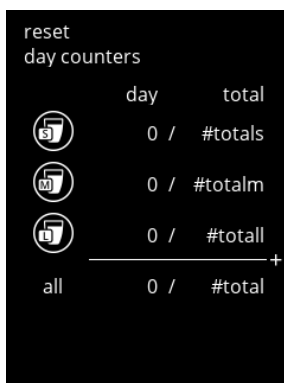 reset
day counters
day total
S 0 / #totals
M 0 / #totalm
L 0 / #totall
+
all 0 / #total